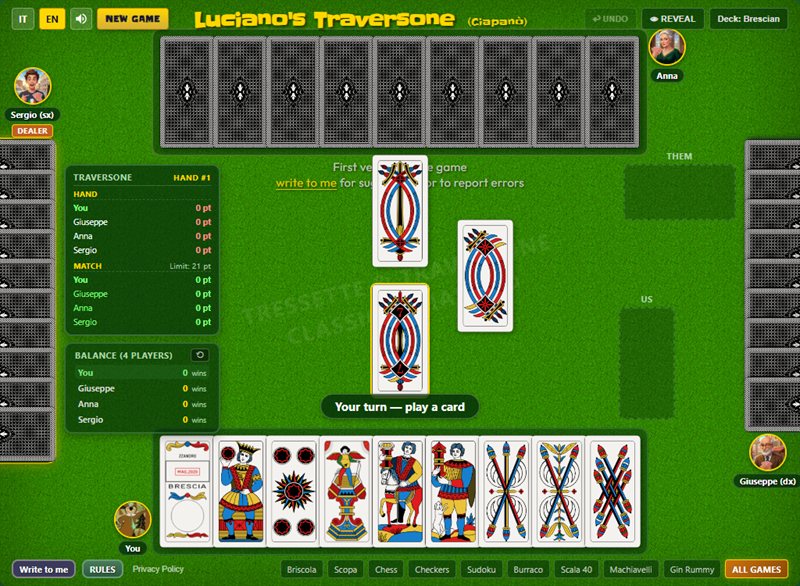 IT
EN
NEW GAME
Luciano's Traversone (Ciapanò)
UNDO
REVEAL
Deck: Brescian
Anna
Sergio (sx)
DEALER
First ve
game
write to me for su
or to report errors
THEM
TRAVERSONE HAND #1
HAND
You 0 pt
Giuseppe 0 pt
Anna 0 pt
Sergio 0 pt
MATCH Limit: 21 pt
You 0 pt
Giuseppe 0 pt
Anna 0 pt
Sergio 0 pt
US
BALANCE (4 PLAYERS)
You 0 wins
Giuseppe 0 wins
Anna 0 wins
Sergio 0 wins
Your turn — play a card
BRESCIA
Giuseppe (dx)
You
Write to me
RULES
Privacy Policy
Briscola
Scopa
Chess
Checkers
Sudoku
Burraco
Scala 40
Machiavelli
Gin Rummy
ALL GAMES